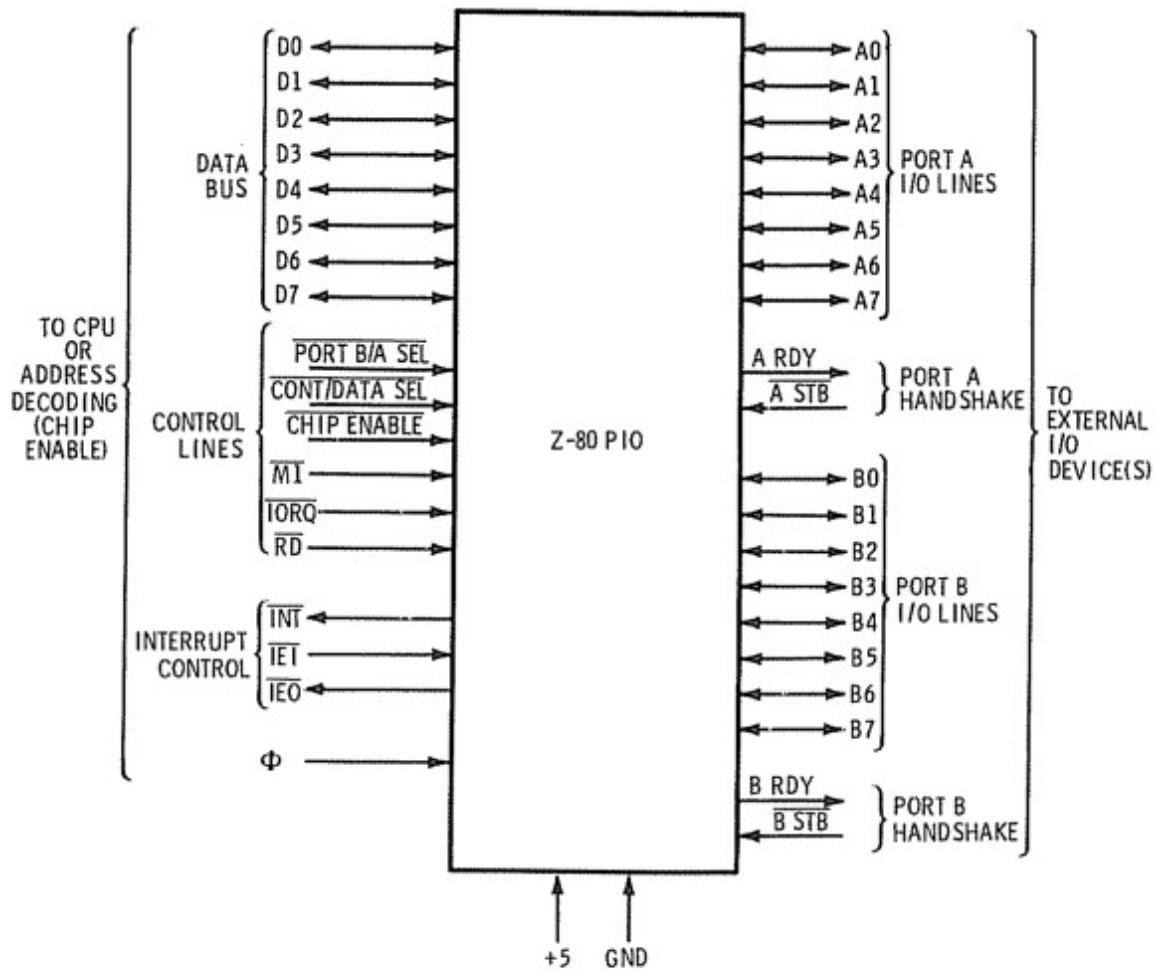 TO CPU
OR
ADDRESS
DECODING
(CHIP
ENABLE)
DATA
BUS
D0
D1
D2
D3
D4
D5
D6
D7
CONTROL
LINES
PORT B/A SEL
CONT/DATA SEL
CHIP ENABLE
M1
IORQ
RD
INTERRUPT
CONTROL
INT
IEI
IEO
Φ
Z-80 PIO
+5
GND
A0
A1
A2
A3
A4
A5
A6
A7
PORT A
I/O LINES
A RDY
A STB
PORT A
HANDSHAKE
B0
B1
B2
B3
B4
B5
B6
B7
PORT B
I/O LINES
B RDY
B STB
PORT B
HANDSHAKE
TO
EXTERNAL
I/O
DEVICE(S)